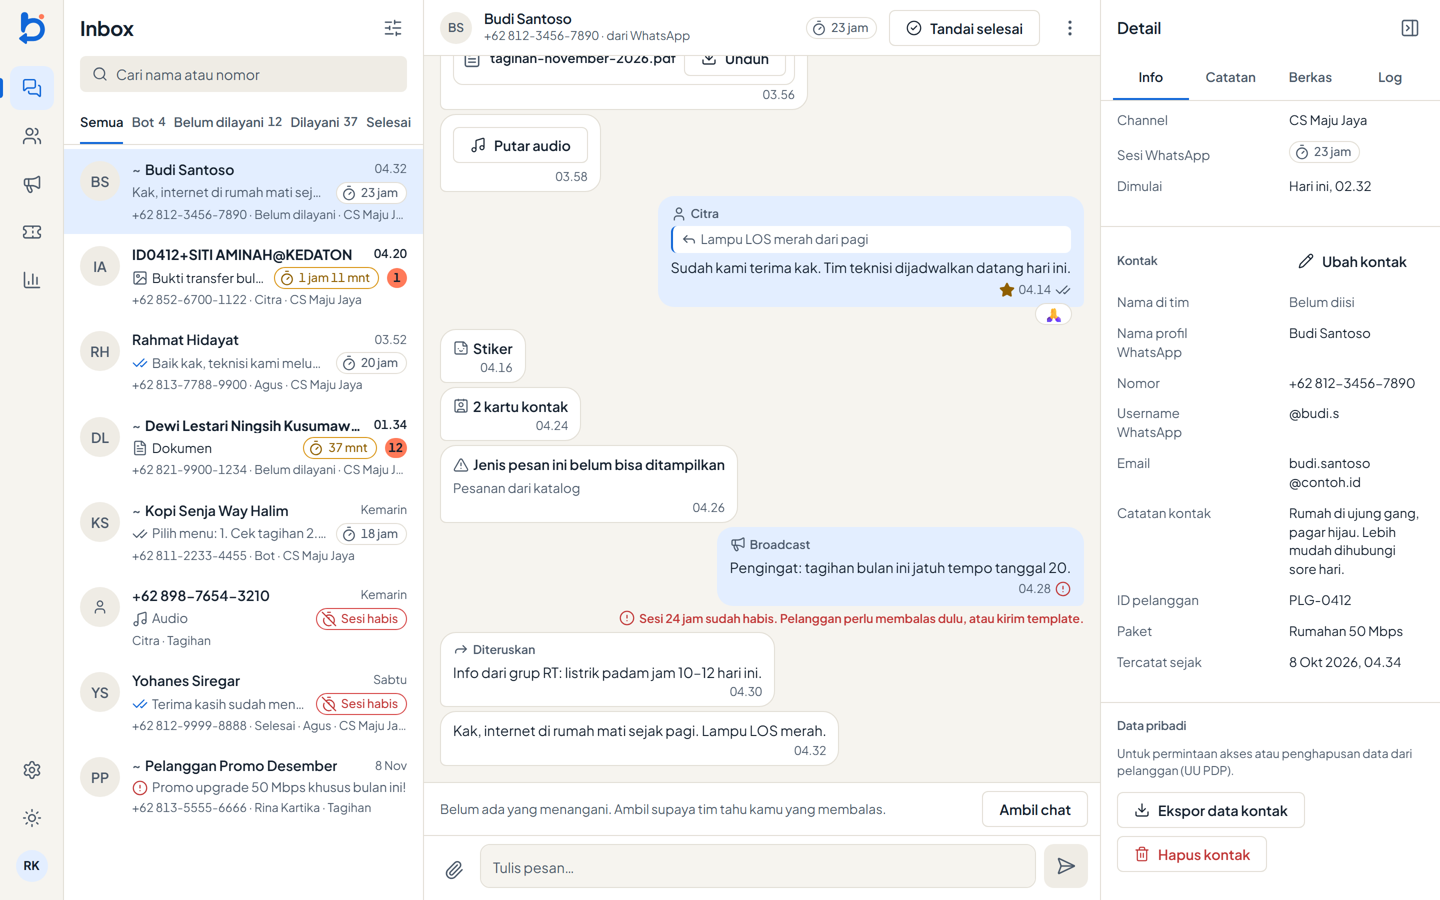 Inbox
Cari nama atau nomor
Semua Bot 4 Belum dilayani 12 Dilayani 37 Selesai
BS
~ Budi Santoso 04.32
Kak, internet di rumah mati sej... 23 jam
+62 812-3456-7890 · Belum dilayani · CS Maju J...
IA
ID0412+SITI AMINAH@KEDATON 04.20
Bukti transfer bul... 1 jam 11 mnt 1
+62 852-6700-1122 · Citra · CS Maju Jaya
RH
Rahmat Hidayat 03.52
Baik kak, teknisi kami melu... 20 jam
+62 813-7788-9900 · Agus · CS Maju Jaya
DL
~ Dewi Lestari Ningsih Kusumaw... 01.34
Dokumen 37 mnt 12
+62 821-9900-1234 · Belum dilayani · CS Maju J...
KS
~ Kopi Senja Way Halim Kemarin
Pilih menu: 1. Cek tagihan 2.... 18 jam
+62 811-2233-4455 · Bot · CS Maju Jaya
+62 898-7654-3210 Kemarin
Audio Sesi habis
Citra · Tagihan
YS
Yohanes Siregar Sabtu
Terima kasih sudah men... Sesi habis
+62 812-9999-8888 · Selesai · Agus · CS Maju Ja...
PP
~ Pelanggan Promo Desember 8 Nov
Promo upgrade 50 Mbps khusus bulan ini!
+62 813-5555-6666 · Rina Kartika · Tagihan
RK
BS
Budi Santoso
+62 812-3456-7890 · dari WhatsApp
23 jam
Tandai selesai
tagihan-november-2026.pdf Unduh
03.56
Putar audio
03.58
Citra
Lampu LOS merah dari pagi
Sudah kami terima kak. Tim teknisi dijadwalkan datang hari ini.
04.14
Stiker
04.16
2 kartu kontak
04.24
Jenis pesan ini belum bisa ditampilkan
Pesanan dari katalog
04.26
Broadcast
Pengingat: tagihan bulan ini jatuh tempo tanggal 20.
04.28
Sesi 24 jam sudah habis. Pelanggan perlu membalas dulu, atau kirim template.
Diteruskan
Info dari grup RT: listrik padam jam 10–12 hari ini.
04.30
Kak, internet di rumah mati sejak pagi. Lampu LOS merah.
04.32
Belum ada yang menangani. Ambil supaya tim tahu kamu yang membalas.
Ambil chat
Tulis pesan...
Detail
Info Catatan Berkas Log
Channel CS Maju Jaya
Sesi WhatsApp 23 jam
Dimulai Hari ini, 02.32
Kontak Ubah kontak
Nama di tim Belum diisi
Nama profil
WhatsApp
Budi Santoso
Nomor +62 812-3456-7890
Username
WhatsApp
@budi.s
Email budi.santoso
@contoh.id
Catatan kontak Rumah di ujung gang,
pagar hijau. Lebih
mudah dihubungi
sore hari.
ID pelanggan PLG-0412
Paket Rumahan 50 Mbps
Tercatat sejak 8 Okt 2026, 04.34
Data pribadi
Untuk permintaan akses atau penghapusan data dari
pelanggan (UU PDP).
Ekspor data kontak
Hapus kontak